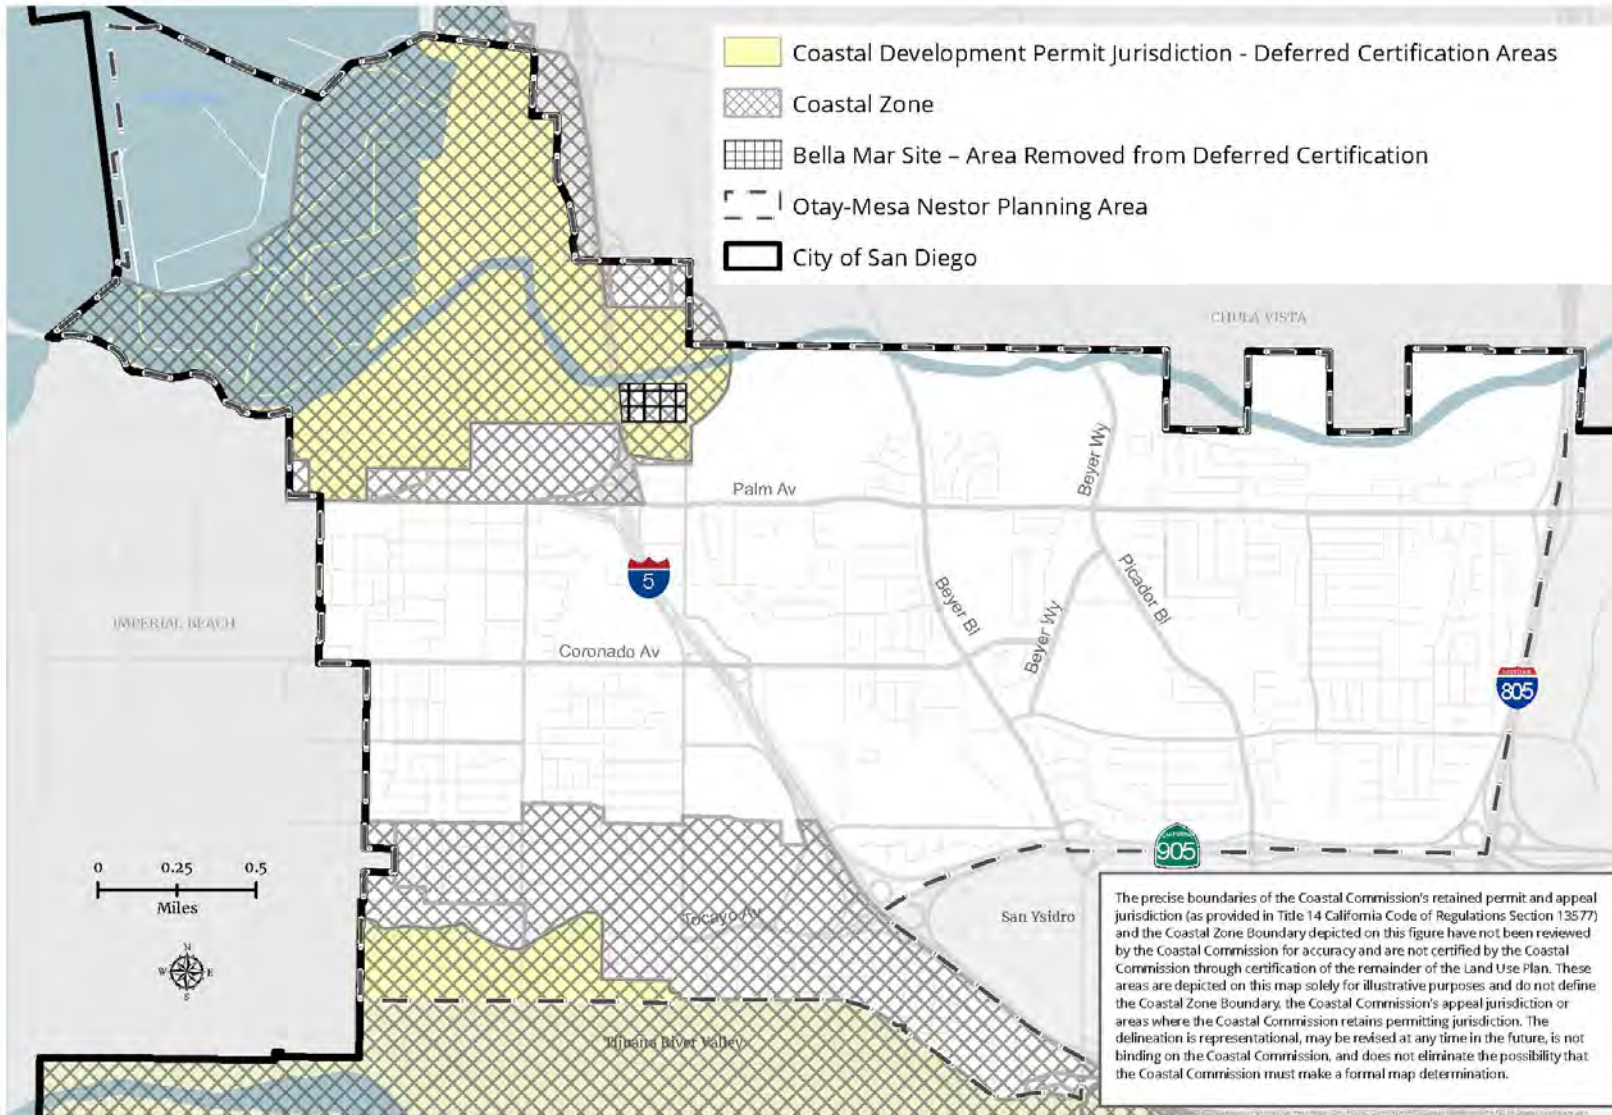 Coastal Development Permit Jurisdiction - Deferred Certification Areas
Coastal Zone
Bella Mar Site – Area Removed from Deferred Certification
Otay-Mesa Nestor Planning Area
City of San Diego
CHULA VISTA
Palm Av
Beyer Wy
5
Beyer Bl
Picador Bl
IMPERIAL BEACH
Coronado Av
Beyer Wy
805
CALIFORNIA
905
0 0.25 0.5
Miles
N
W E
S
Tocayo Av
San Ysidro
Tijuana River Valley
The precise boundaries of the Coastal Commission's retained permit and appeal
jurisdiction (as provided in Title 14 California Code of Regulations Section 13577)
and the Coastal Zone Boundary depicted on this figure have not been reviewed
by the Coastal Commission for accuracy and are not certified by the Coastal
Commission through certification of the remainder of the Land Use Plan. These
areas are depicted on this map solely for illustrative purposes and do not define
the Coastal Zone Boundary, the Coastal Commission's appeal jurisdiction or
areas where the Coastal Commission retains permitting jurisdiction. The
delineation is representational, may be revised at any time in the future, is not
binding on the Coastal Commission, and does not eliminate the possibility that
the Coastal Commission must make a formal map determination.